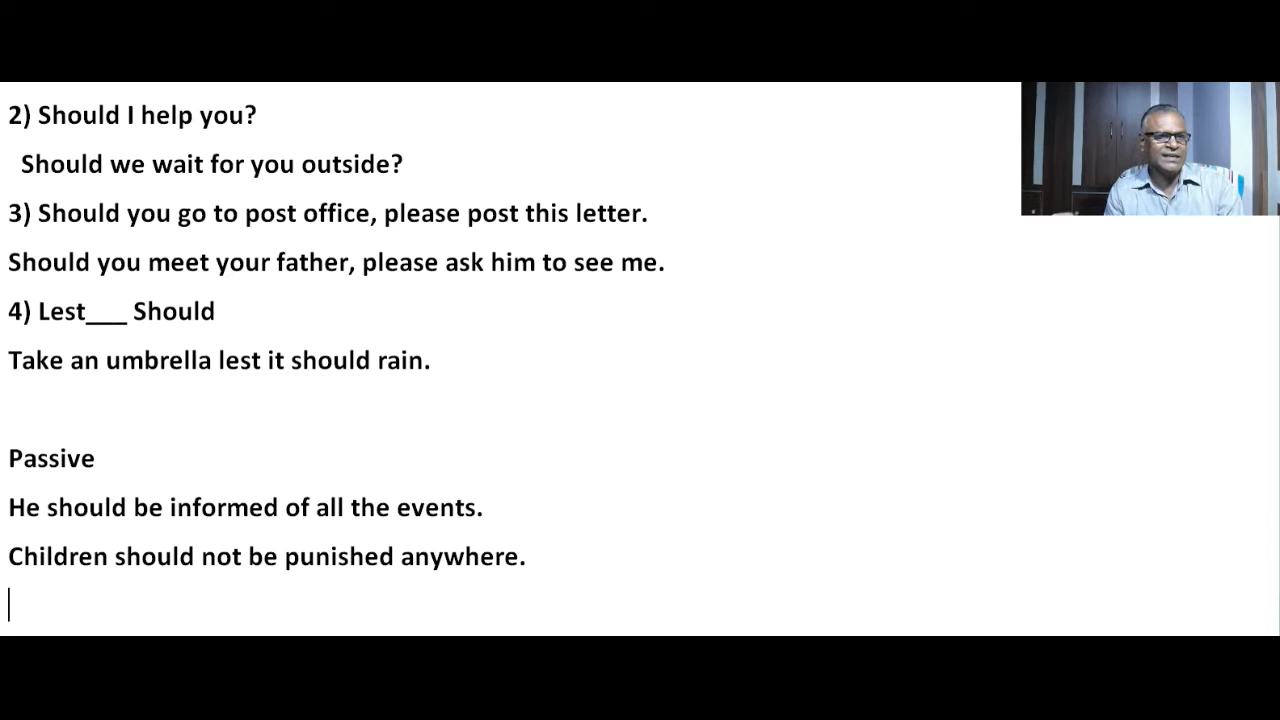 2) Should I help you?
Should we wait for you outside?
3) Should you go to post office, please post this letter.
Should you meet your father, please ask him to see me.
4) Lest___ Should
Take an umbrella lest it should rain.
Passive
He should be informed of all the events.
Children should not be punished anywhere.